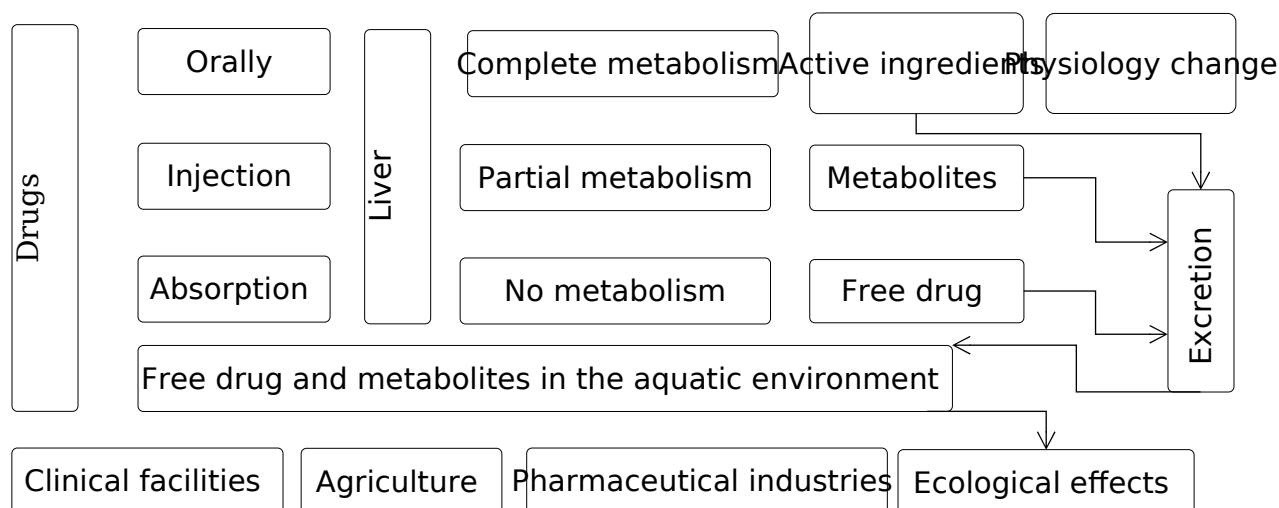 Drugs
Orally
Injection
Absorption
Liver
Complete metabolism
Partial metabolism
No metabolism
Active ingredients
Metabolites
Free drug
Physiology change
Excretion
Free drug and metabolites in the aquatic environment
Clinical facilities
Agriculture
Pharmaceutical industries
Ecological effects